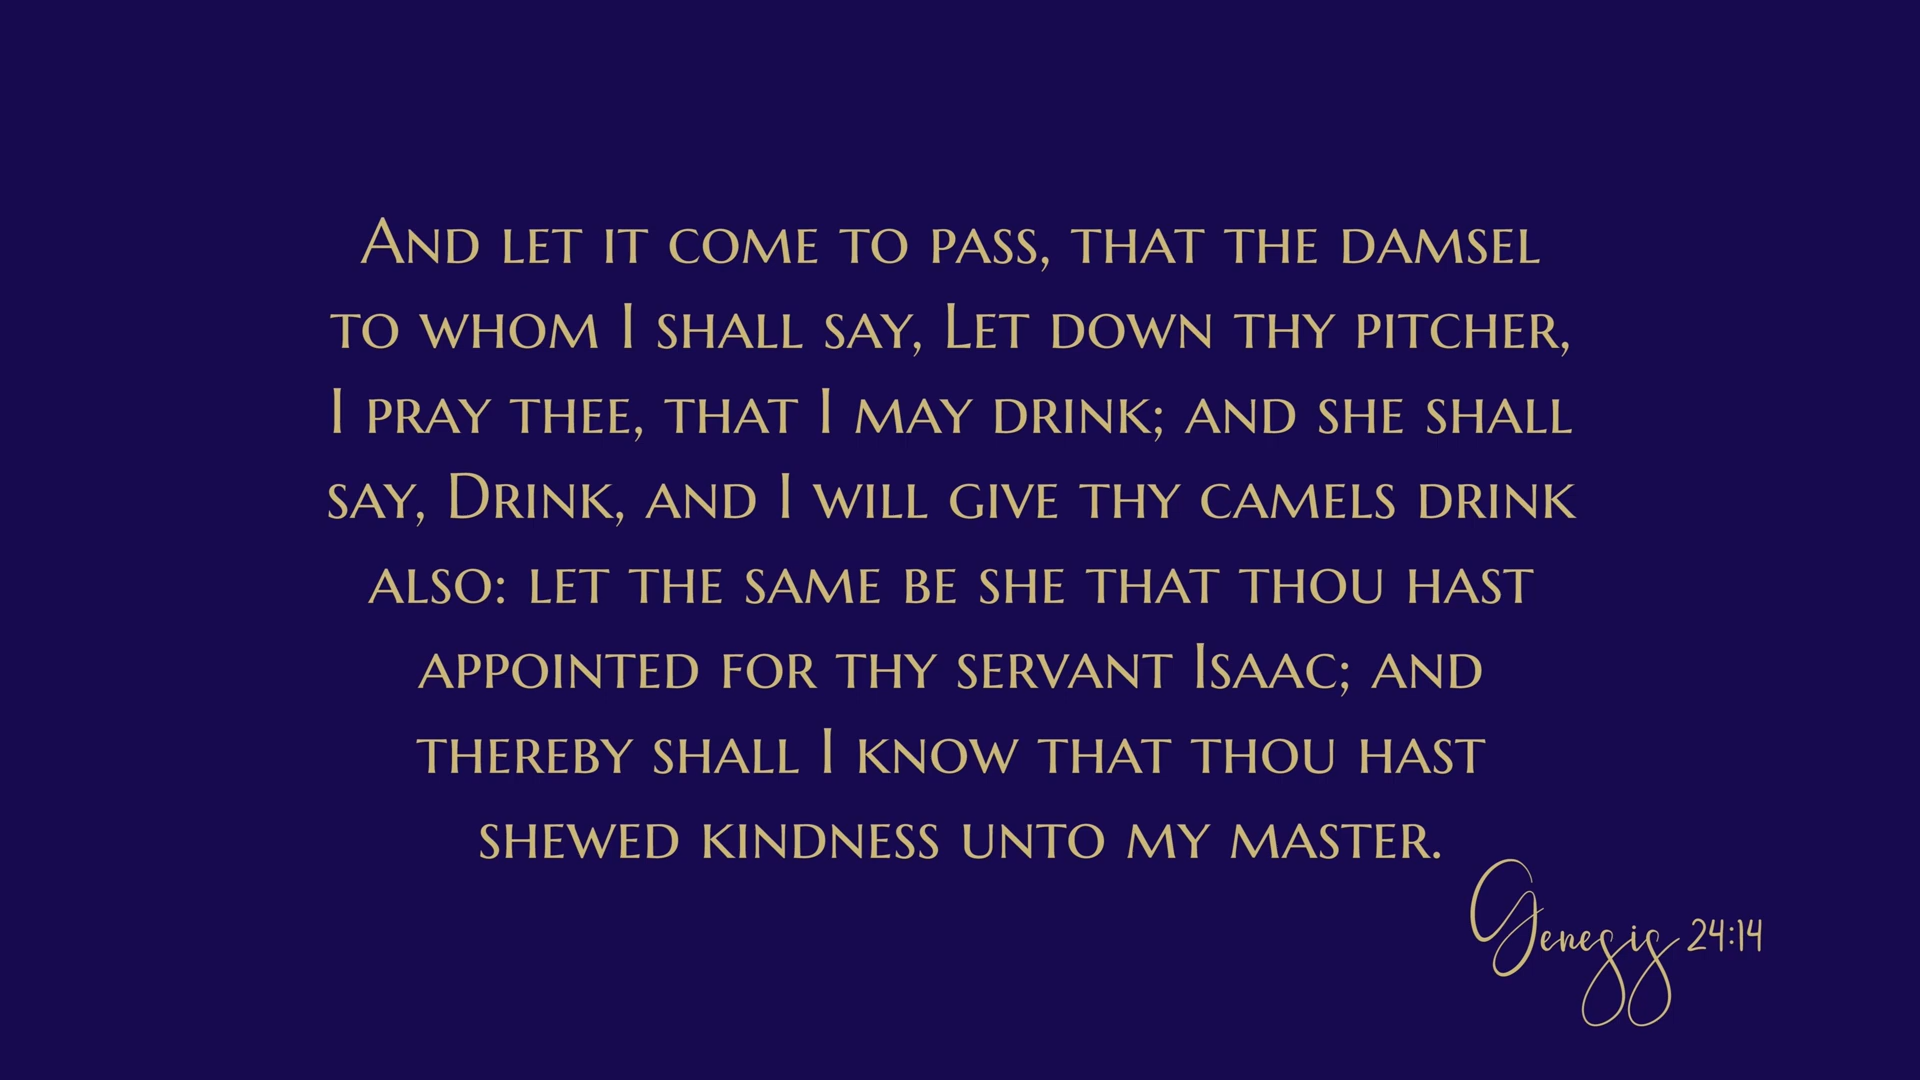 And let it come to pass, that the damsel
to whom I shall say, Let down thy pitcher,
I pray thee, that I may drink; and she shall
say, Drink, and I will give thy camels drink
also: let the same be she that thou hast
appointed for thy servant Isaac; and
thereby shall I know that thou hast
shewed kindness unto my master.
Genesis 24:14